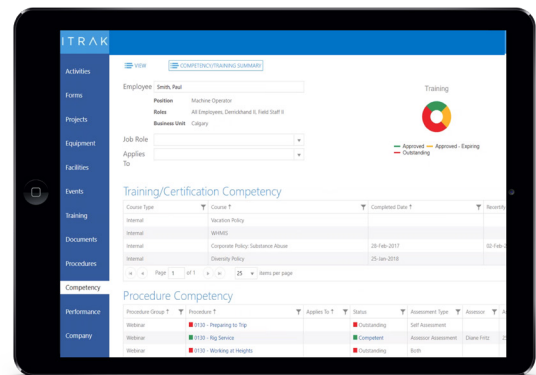 ITRAK
VIEW COMPETENCY/TRAINING SUMMARY
Activities
Forms
Projects
Equipment
Facilities
Events
Training
Documents
Procedures
Competency
Performance
Company
Employee Smith, Paul
Position Machine Operator
Roles All Employees, Derrickhand II, Field Staff II
Business Unit Calgary
Job Role
Applies
To
Training
Approved Approved - Expiring
Outstanding
Training/Certification Competency
Course Type Course ↑ Completed Date ↑ Recertify
Internal Vacation Policy
Internal WHMIS
Internal Corporate Policy: Substance Abuse 28-Feb-2017 02-Feb-2
Internal Diversity Policy 25-Jan-2018
Page 1 of 1 25 items per page
Procedure Competency
Procedure Group ↑ Procedure ↑ Applies To ↑ Status Assessment Type Assessor
Webinar 0130 - Preparing to Trip Outstanding Self Assessment
Webinar 0130 - Rig Service Competent Assessor Assessment Diane Fritz
Webinar 0130 - Working at Heights Outstanding Both